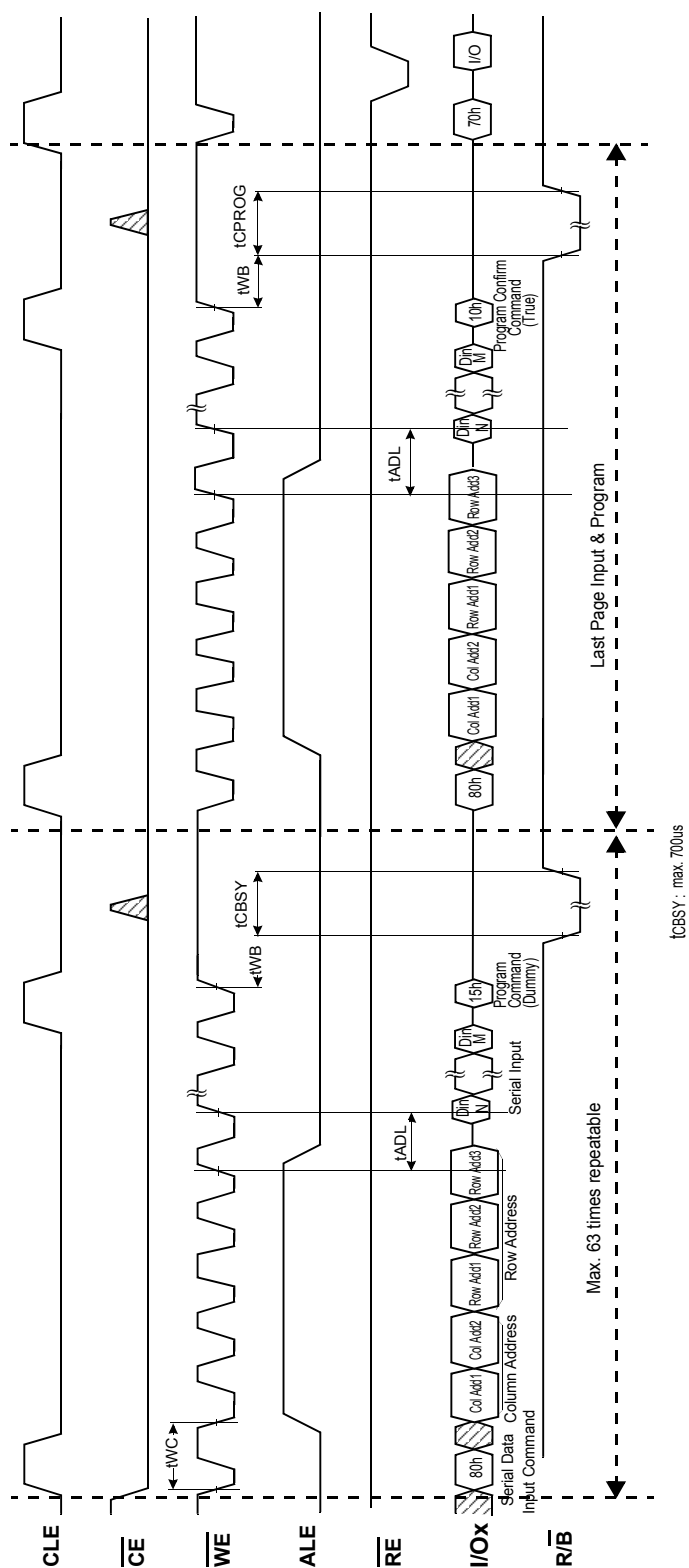 CLE
CE
WE
ALE
RE
I/Ox
R/B
tWC
tADL
tWB
tCBSY
tADL
tWB
tCPROG
80h
Col Add1
Col Add2
Row Add1
Row Add2
Row Add3
Din
N
Din
M
15h
80h
Col Add1
Col Add2
Row Add1
Row Add2
Row Add3
Din
N
Din
M
10h
70h
I/O
Serial Data
Input Command
Column Address
Row Address
Serial Input
Program
Command
(Dummy)
Program Confirm
Command
(True)
Max. 63 times repeatable
Last Page Input & Program
tCBSY : max. 700us